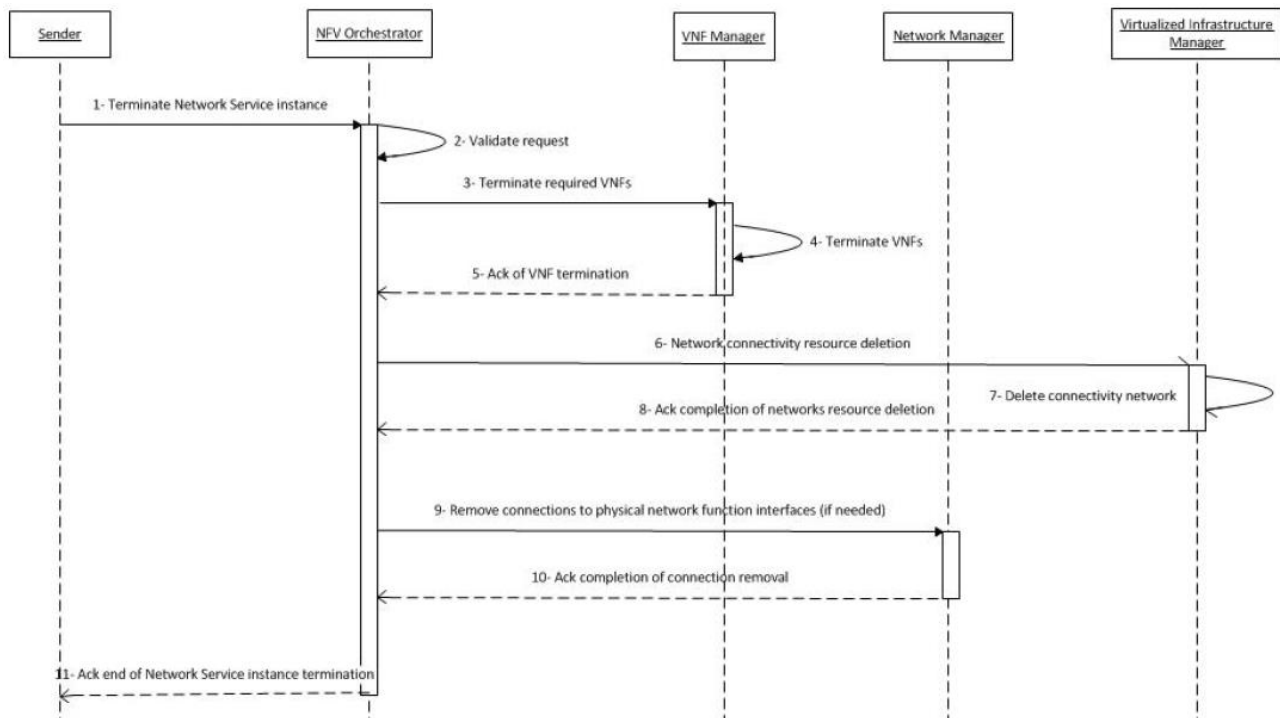 Sender
NFV Orchestrator
VNF Manager
Network Manager
Virtualized Infrastructure
Manager
1- Terminate Network Service instance
2- Validate request
3- Terminate required VNFs
4- Terminate VNFs
5- Ack of VNF termination
6- Network connectivity resource deletion
7- Delete connectivity network
8- Ack completion of networks resource deletion
9- Remove connections to physical network function interfaces (if needed)
10- Ack completion of connection removal
11- Ack end of Network Service instance termination